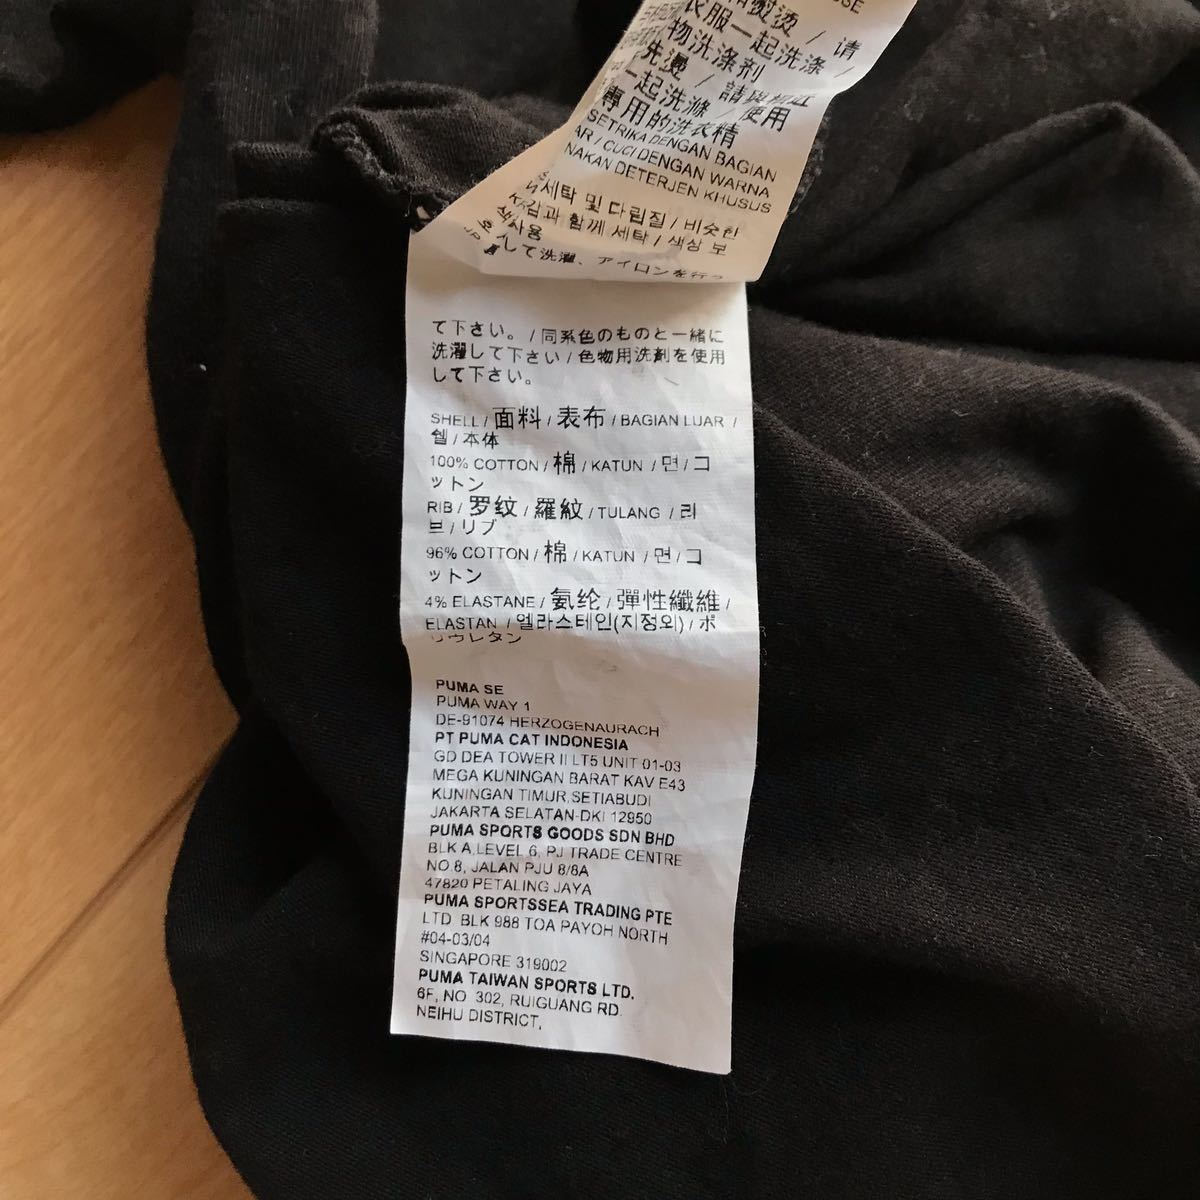 和熨烫 / 请
衣服一起洗涤 /
物洗涤剂
先燙 / 請與相近
一起洗滌 / 使用
專用的洗衣精
SETRIKA DENGAN BAGIAN
AR / CUCI DENGAN WARNA
NAKAN DETERJEN KHUSUS
세탁 및 다림질 / 비슷한
감과 함께 세탁 / 색상 보
색사용
して洗濯、アイロンを行っ
て下さい。/ 同系色のものと一緒に
洗濯して下さい / 色物用洗剤を使用
して下さい。
SHELL / 面料 / 表布 / BAGIAN LUAR /
쉘 / 本体
100% COTTON / 棉 / KATUN / 면 / コ
ットン
RIB / 罗纹 / 羅紋 / TULANG / 리
브 / リブ
96% COTTON / 棉 / KATUN / 면 / コ
ットン
4% ELASTANE / 氨纶 / 彈性纖維 /
ELASTAN / 엘라스테인(지정외) / ポ
リウレタン
PUMA SE
PUMA WAY 1
DE-91074 HERZOGENAURACH
PT PUMA CAT INDONESIA
GD DEA TOWER II LT5 UNIT 01-03
MEGA KUNINGAN BARAT KAV E43
KUNINGAN TIMUR,SETIABUDI
JAKARTA SELATAN-DKI 12950
PUMA SPORTS GOODS SDN BHD
BLK A,LEVEL 6, PJ TRADE CENTRE
NO.8, JALAN PJU 8/8A
47820 PETALING JAYA
PUMA SPORTSSEA TRADING PTE
LTD. BLK 988 TOA PAYOH NORTH
#04-03/04
SINGAPORE 319002
PUMA TAIWAN SPORTS LTD.
6F, NO. 302, RUIGUANG RD
NEIHU DISTRICT,